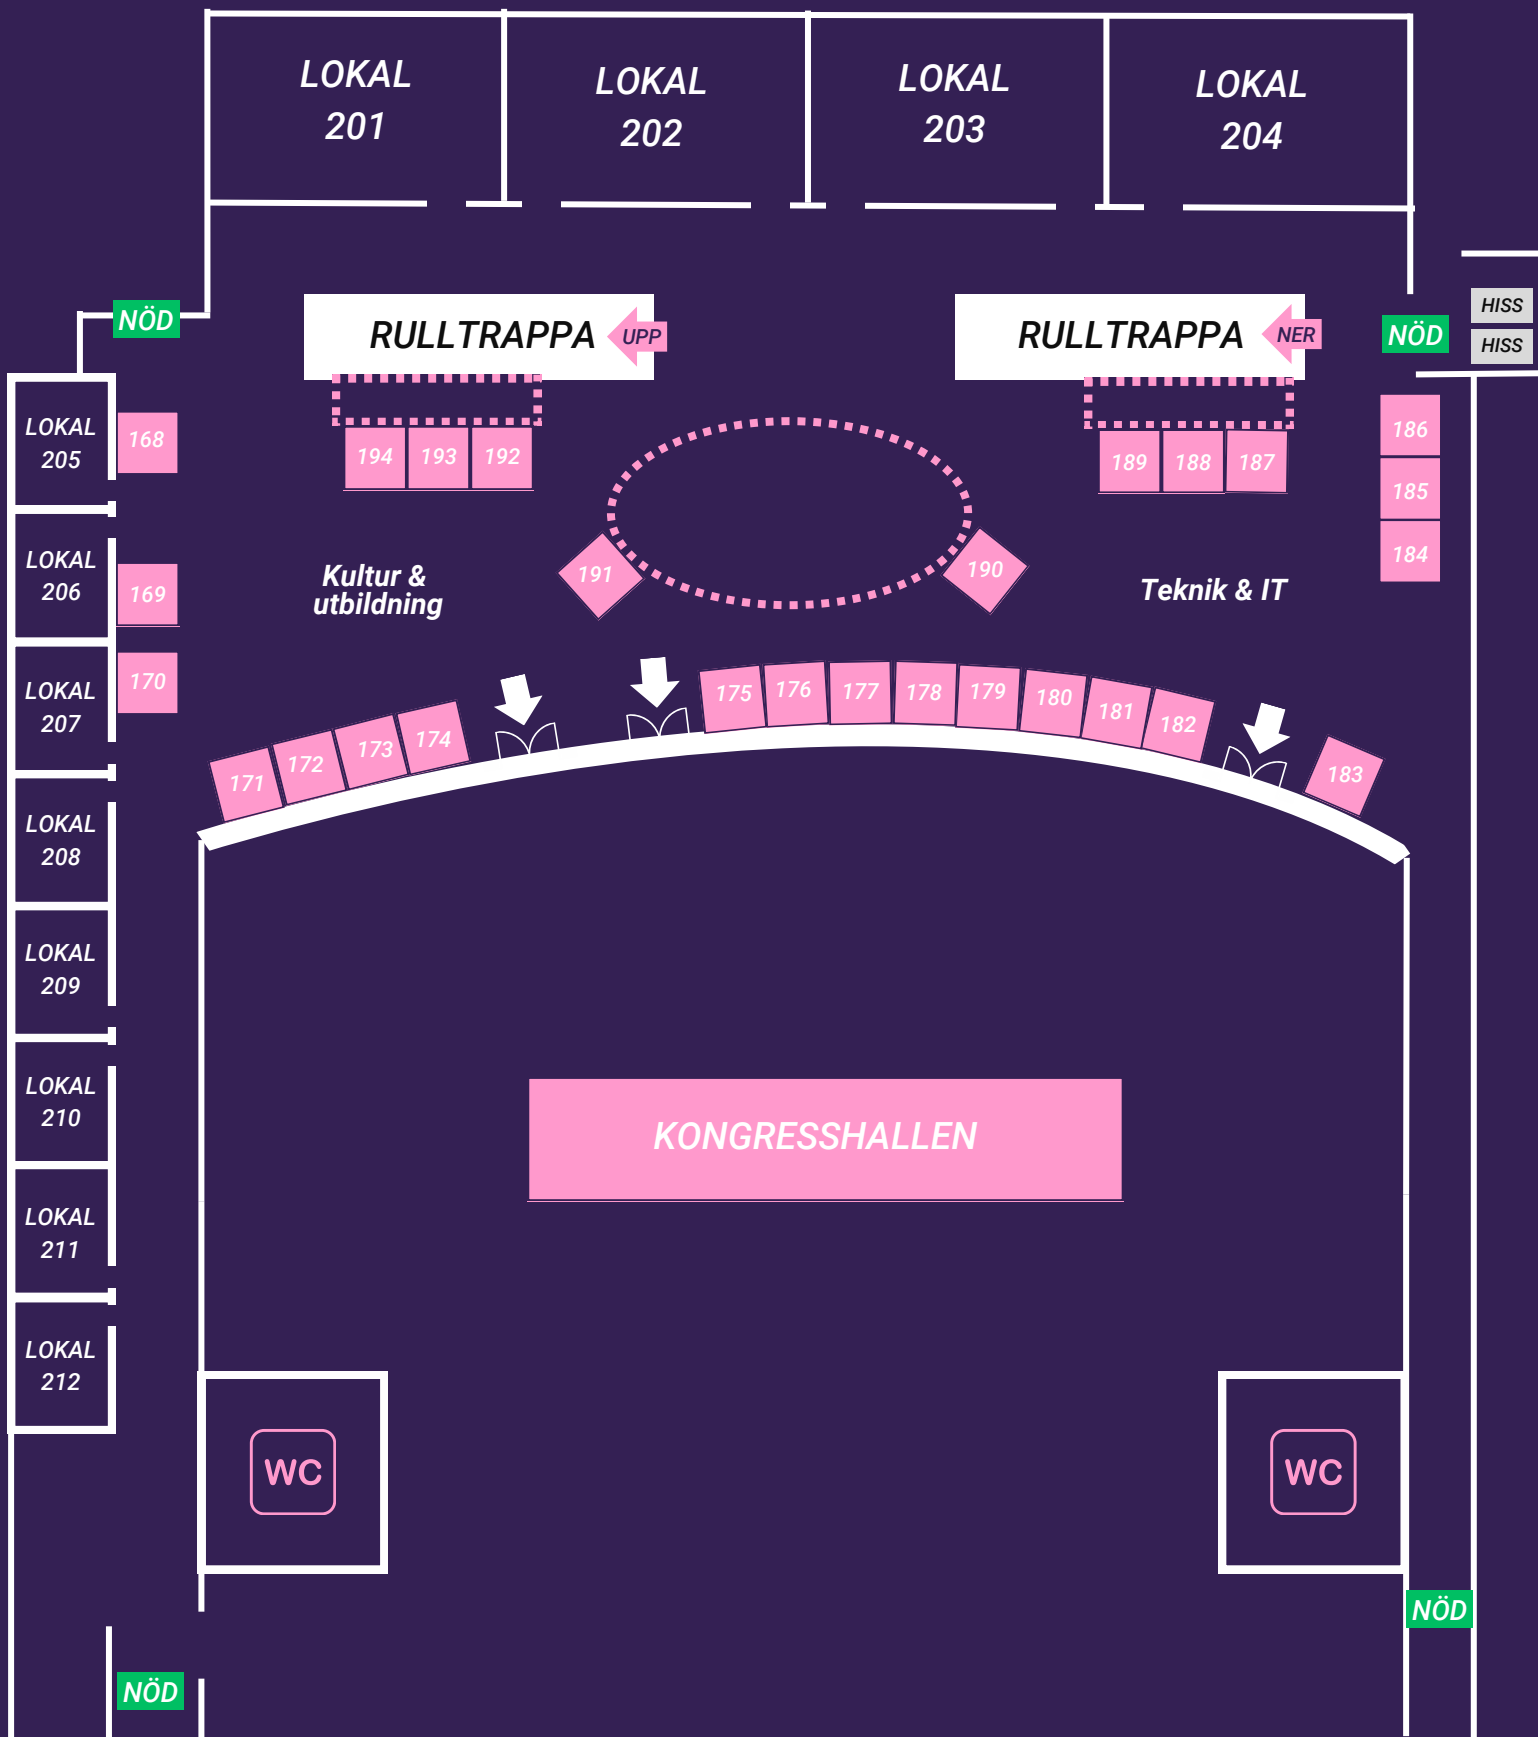 LOKAL
201
LOKAL
202
LOKAL
203
LOKAL
204
NÖD
RULLTRAPPA
UPP
RULLTRAPPA
NER
NÖD
HISS
HISS
LOKAL
205
168
194 193 192
189 188 187
186
185
184
LOKAL
206
169
Kultur &
utbildning
191
190
Teknik & IT
LOKAL
207
170
171 172 173 174
175 176 177 178 179 180 181 182
183
LOKAL
208
LOKAL
209
LOKAL
210
KONGRESSHALLEN
LOKAL
211
LOKAL
212
WC
WC
NÖD
NÖD